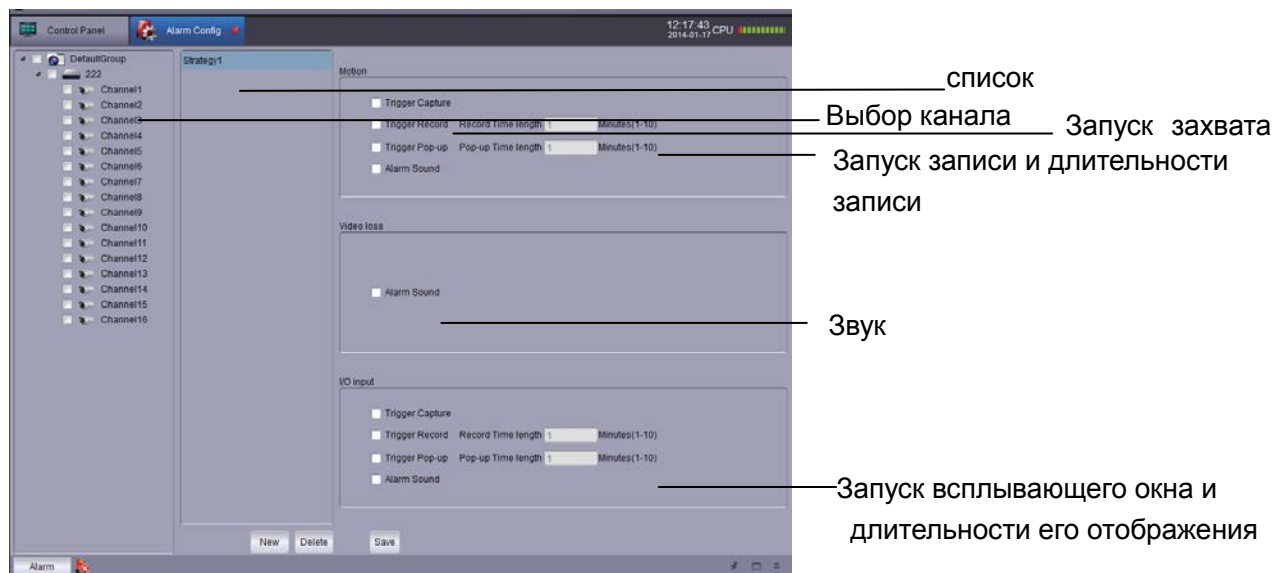 Control Panel
Alarm Config
12:17:43
2014-01-17
CPU
DefaultGroup
222
Channel1
Channel2
Channel3
Channel4
Channel5
Channel6
Channel7
Channel8
Channel9
Channel10
Channel11
Channel12
Channel13
Channel14
Channel15
Channel16
Strategy1
Motion
Trigger Capture
Trigger Record Record Time length 1 Minutes(1-10)
Trigger Pop-up Pop-up Time length 1 Minutes(1-10)
Alarm Sound
Video loss
Alarm Sound
I/O input
Trigger Capture
Trigger Record Record Time length 1 Minutes(1-10)
Trigger Pop-up Pop-up Time length 1 Minutes(1-10)
Alarm Sound
New Delete Save
Alarm
список
Выбор канала
Запуск захвата
Запуск записи и длительности
записи
Звук
Запуск всплывающего окна и
длительности его отображения